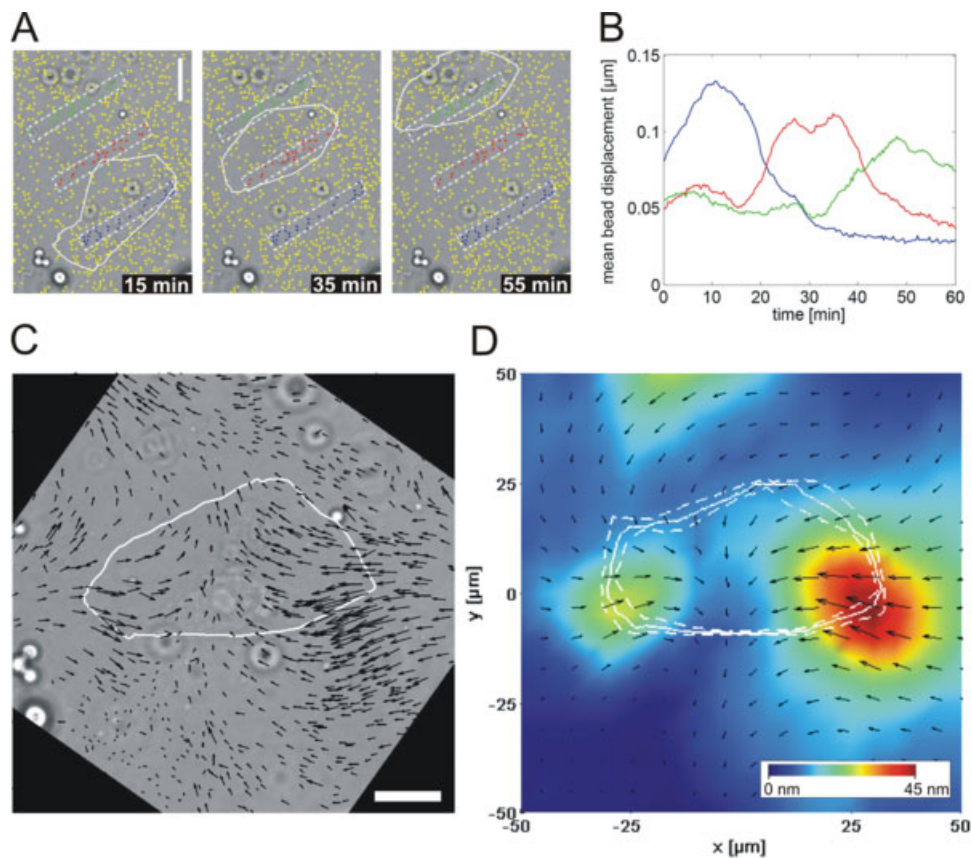 A
15 min
35 min
55 min
B
mean bead displacement [µm]
0.15
0.1
0.05
0
0 10 20 30 40 50 60
time [min]
C
D
y [µm]
50
25
0
-25
-50
-50 -25 0 25 50
x [µm]
0 nm 45 nm